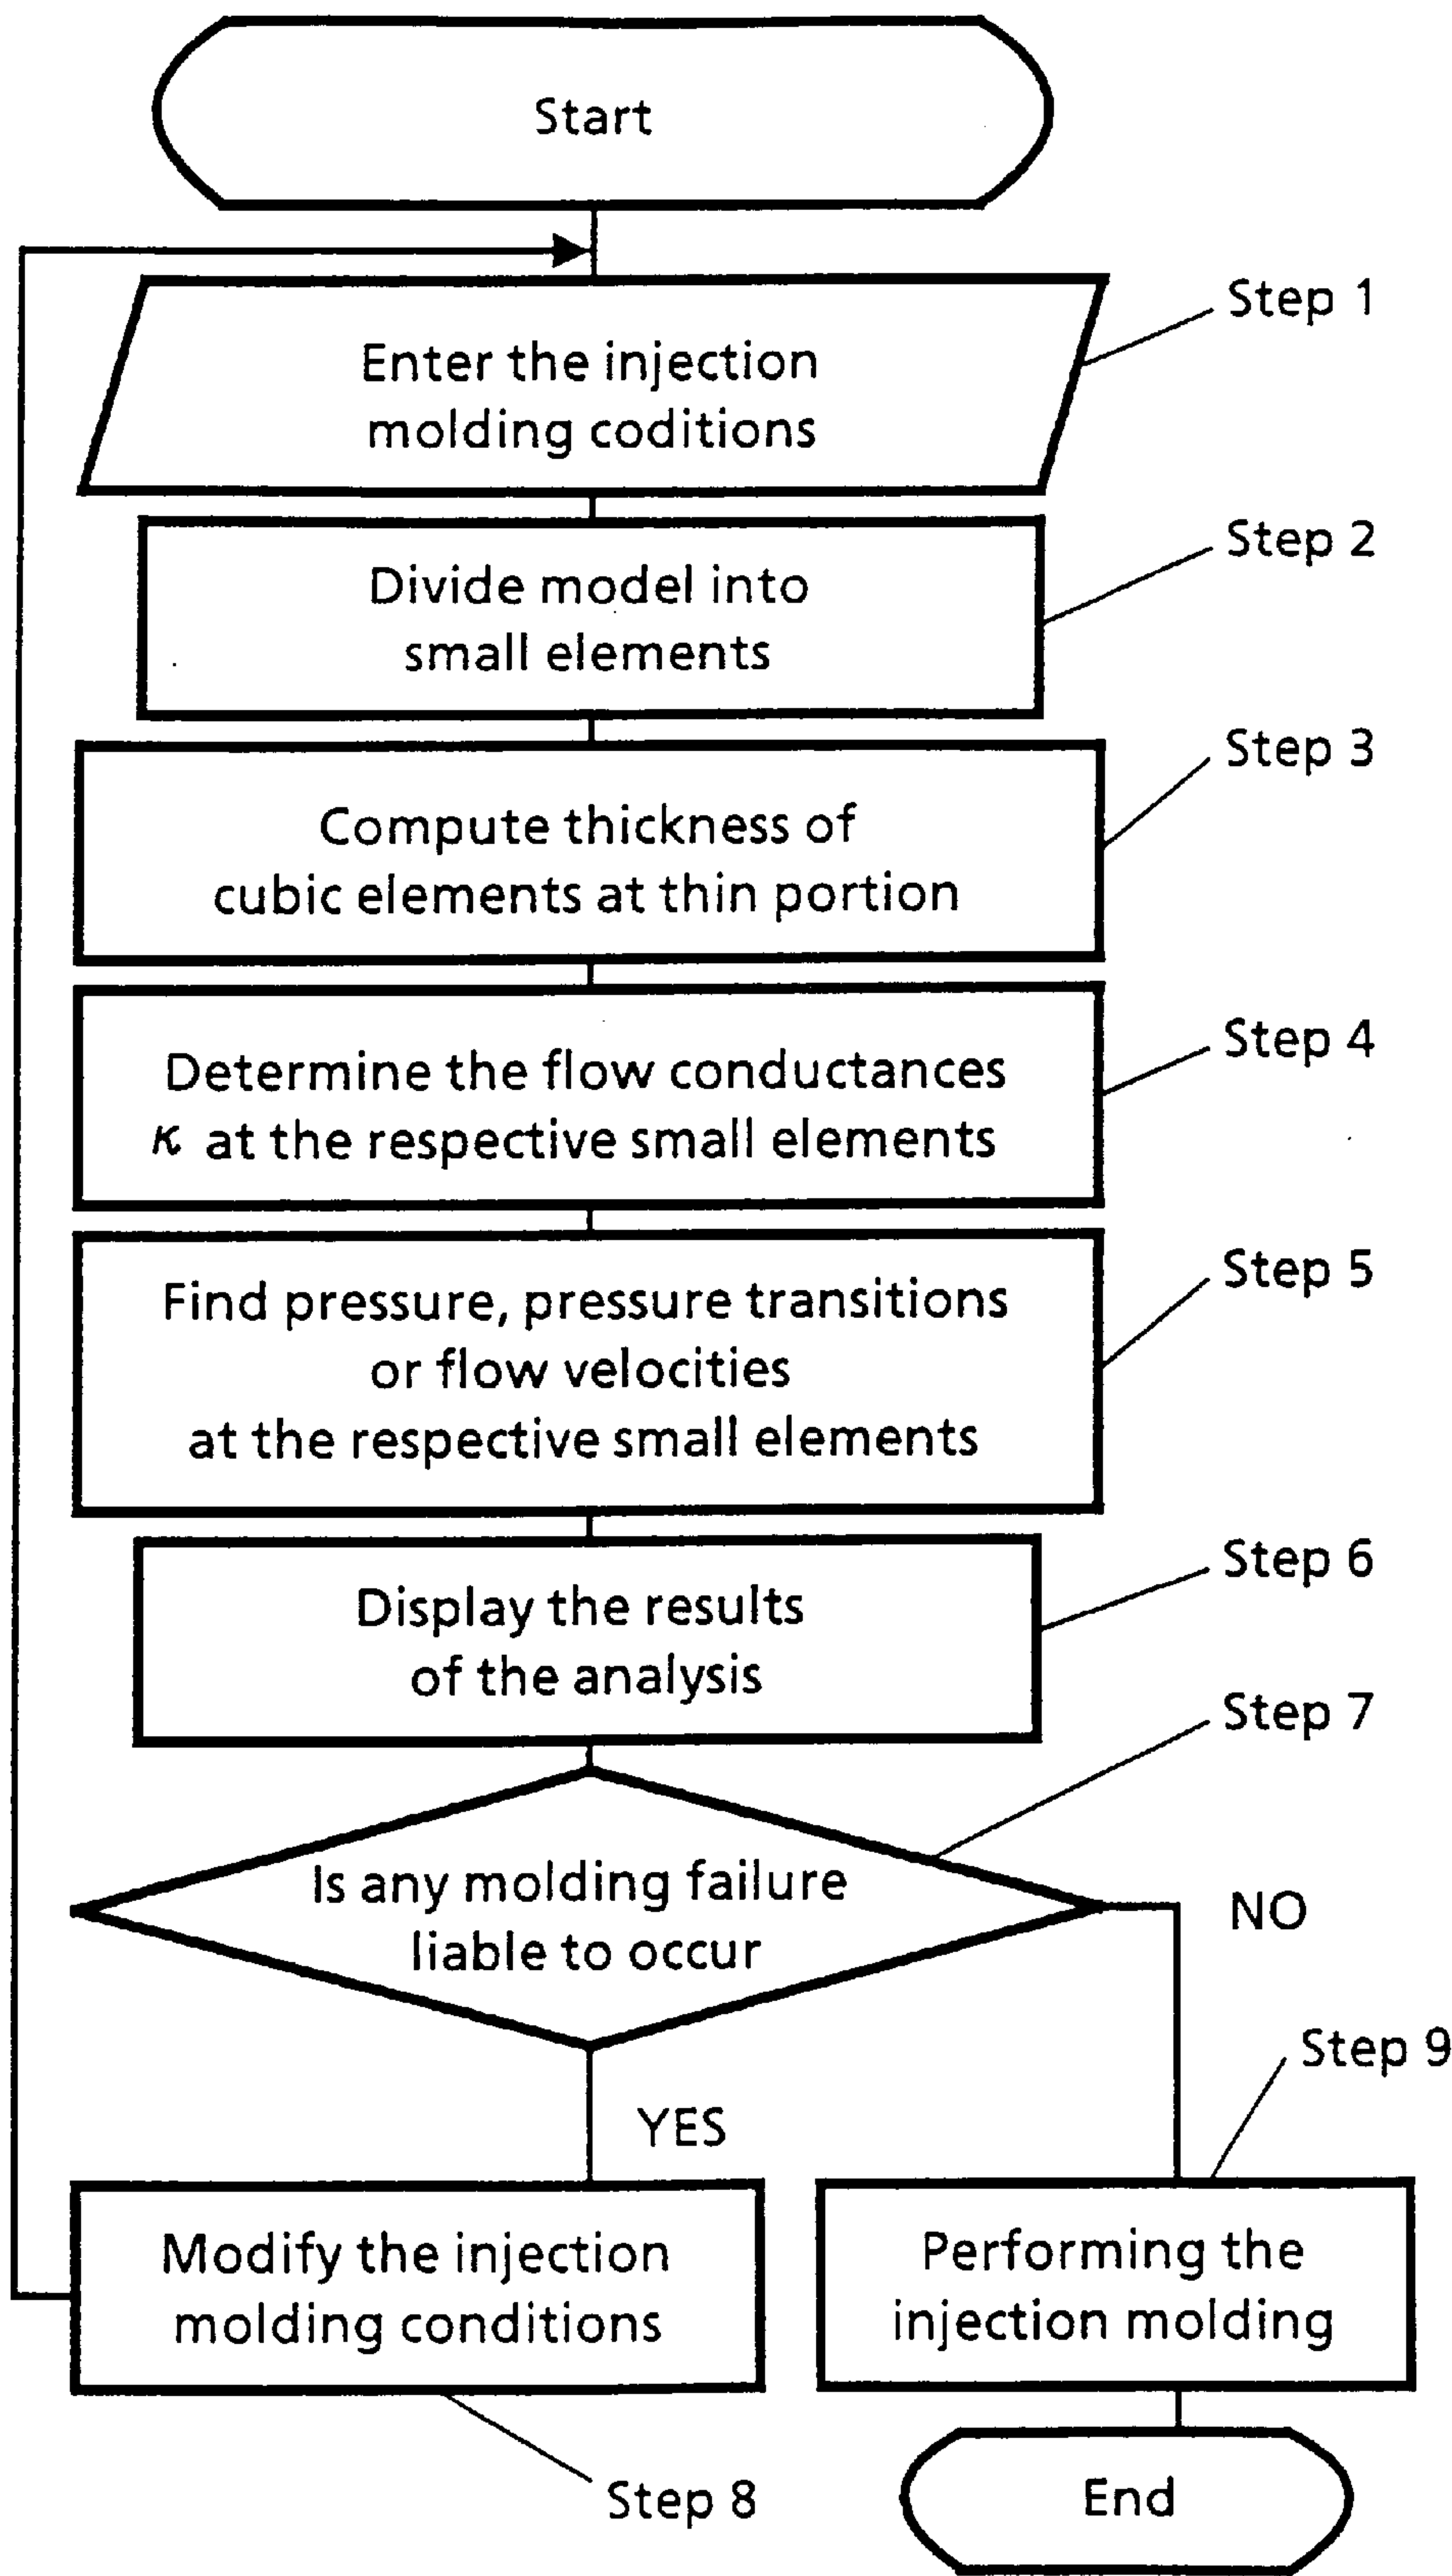 Start
Step 1
Enter the injection
molding coditions
Step 2
Divide model into
small elements
Step 3
Compute thickness of
cubic elements at thin portion
Step 4
Determine the flow conductances
κ at the respective small elements
Step 5
Find pressure, pressure transitions
or flow velocities
at the respective small elements
Step 6
Display the results
of the analysis
Step 7
Is any molding failure
liable to occur
NO
Step 9
YES
Modify the injection
molding conditions
Performing the
injection molding
Step 8
End